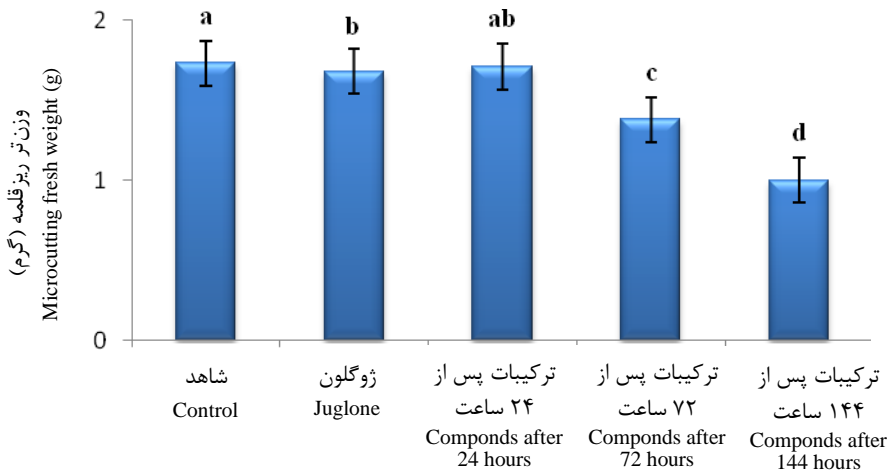 2
1
0
وزن‌تر ریزقلمه (گرم)
Microcutting fresh weight (g)
a
b
ab
c
d
شاهد
Control
ژوگلون
Juglone
ترکیبات پس از
۲۴ ساعت
Componds after
24 hours
ترکیبات پس از
۷۲ ساعت
Componds after
72 hours
ترکیبات پس از
۱۴۴ ساعت
Componds after
144 hours